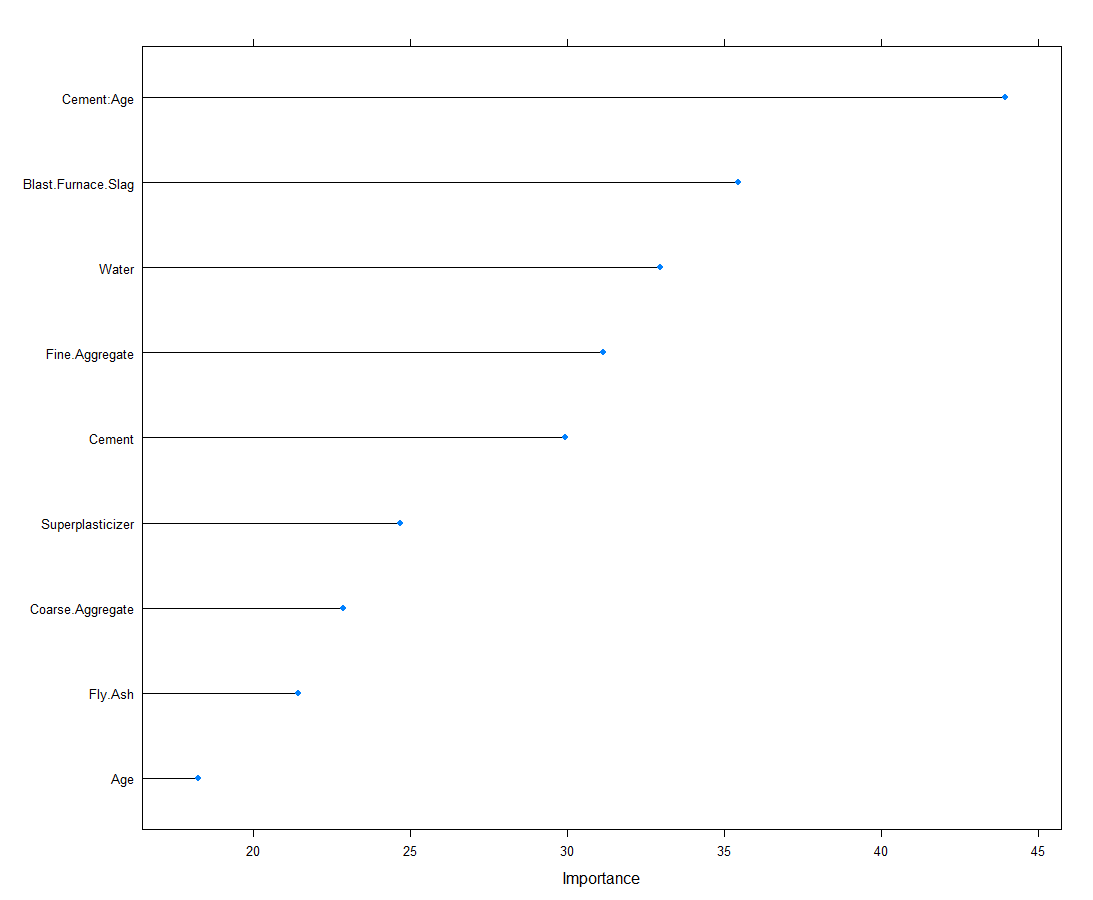 Cement:Age
Blast.Furnace.Slag
Water
Fine.Aggregate
Cement
Superplasticizer
Coarse.Aggregate
Fly.Ash
Age
20 25 30 35 40 45
Importance